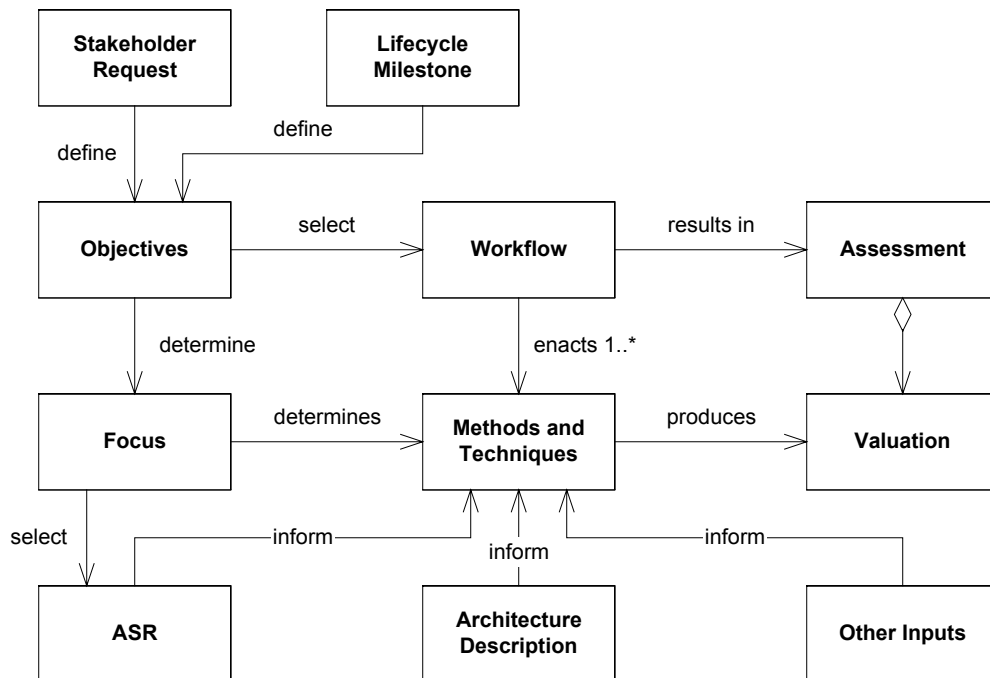 Stakeholder
Request
Lifecycle
Milestone
define
define
Objectives
select
Workflow
results in
Assessment
determine
enacts 1..*
Focus
determines
Methods and
Techniques
produces
Valuation
select
inform
inform
inform
ASR
Architecture
Description
Other Inputs